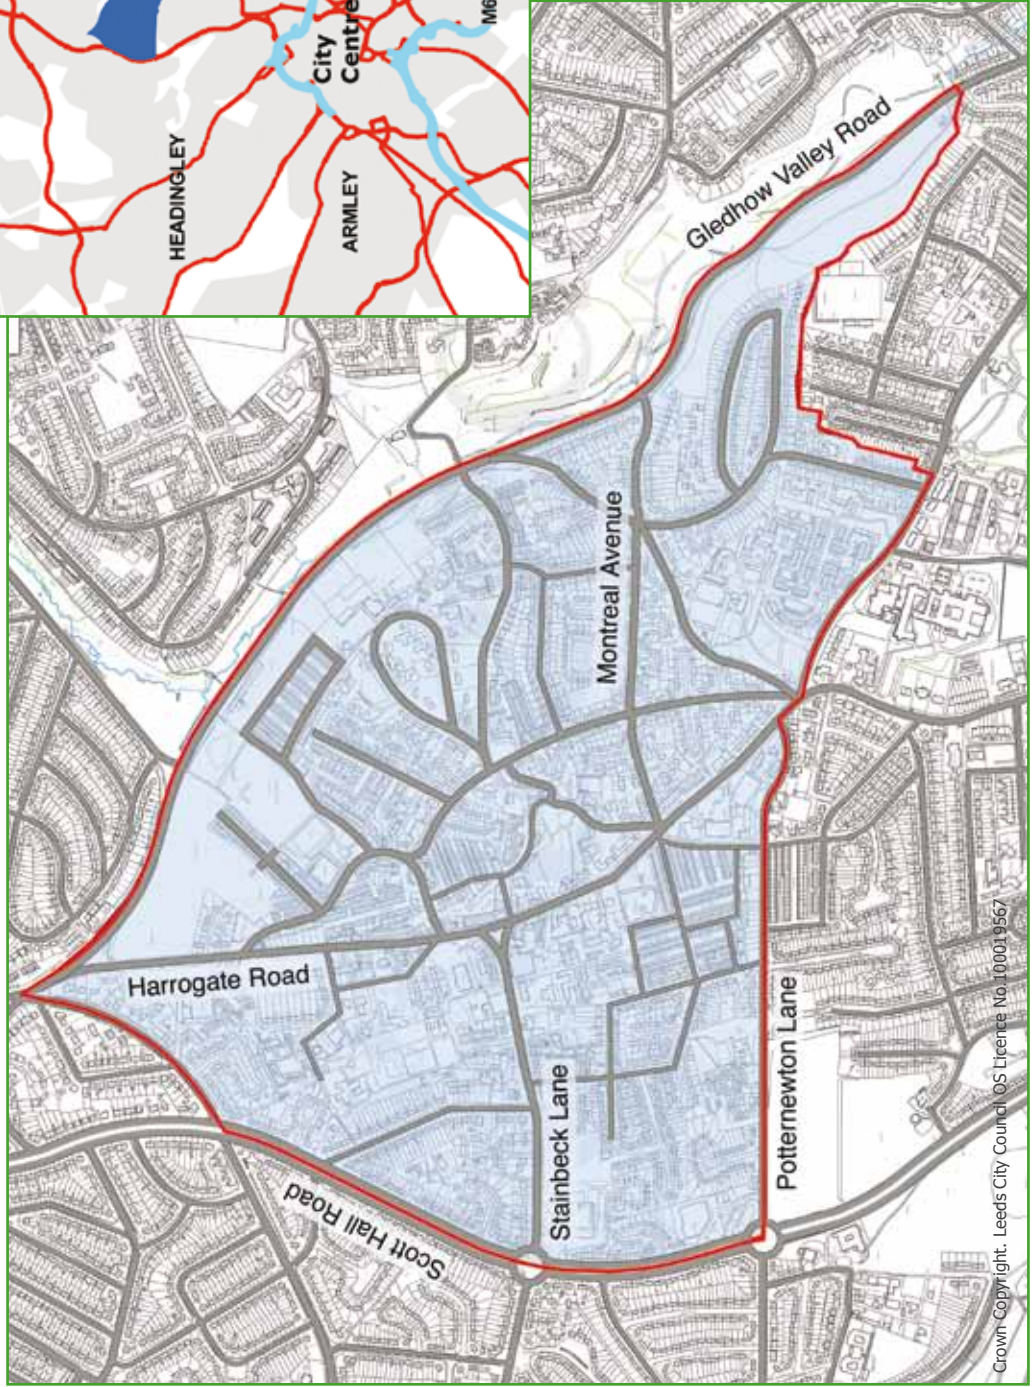 City
Centre
M6
HEADINGLEY
ARMLEY
Gledhow Valley Road
Montreal Avenue
Harrogate Road
Scott Hall Road
Stainbeck Lane
Potternewton Lane
Crown Copyright. Leeds City Council OS Licence No.100019567